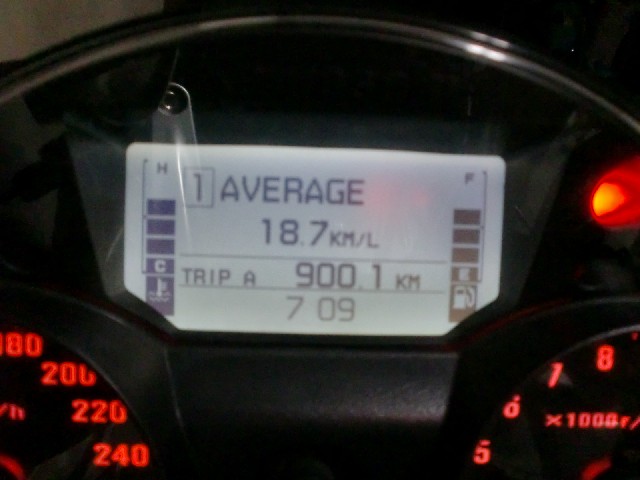 H
F
1 AVERAGE
18.7KM/L
C
E
TRIP A 900.1 KM
7 09
180
200
220
240
/h
8
7
6
5
×1000r/